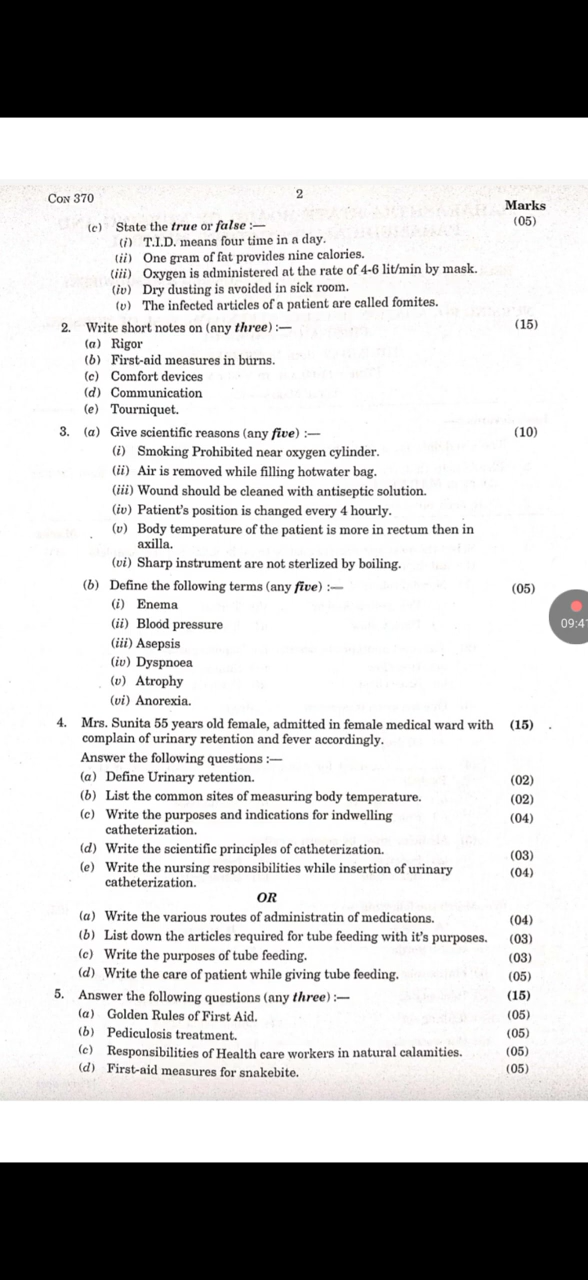 CON 370
2
Marks
(c) State the true or false :—
(05)
(i) T.I.D. means four time in a day.
(ii) One gram of fat provides nine calories.
(iii) Oxygen is administered at the rate of 4-6 lit/min by mask.
(iv) Dry dusting is avoided in sick room.
(v) The infected articles of a patient are called fomites.
2. Write short notes on (any three) :—
(15)
(a) Rigor
(b) First-aid measures in burns.
(c) Comfort devices
(d) Communication
(e) Tourniquet.
3. (a) Give scientific reasons (any five) :—
(10)
(i) Smoking Prohibited near oxygen cylinder.
(ii) Air is removed while filling hotwater bag.
(iii) Wound should be cleaned with antiseptic solution.
(iv) Patient's position is changed every 4 hourly.
(v) Body temperature of the patient is more in rectum then in
axilla.
(vi) Sharp instrument are not sterlized by boiling.
(b) Define the following terms (any five) :—
(05)
(i) Enema
(ii) Blood pressure
(iii) Asepsis
(iv) Dyspnoea
(v) Atrophy
(vi) Anorexia.
09:4
4. Mrs. Sunita 55 years old female, admitted in female medical ward with
(15)
complain of urinary retention and fever accordingly.
Answer the following questions :—
(a) Define Urinary retention.
(02)
(b) List the common sites of measuring body temperature.
(02)
(c) Write the purposes and indications for indwelling
(04)
catheterization.
(d) Write the scientific principles of catheterization.
(03)
(e) Write the nursing responsibilities while insertion of urinary
(04)
catheterization.
OR
(a) Write the various routes of administratin of medications.
(04)
(b) List down the articles required for tube feeding with it's purposes.
(03)
(c) Write the purposes of tube feeding.
(03)
(d) Write the care of patient while giving tube feeding.
(05)
5. Answer the following questions (any three) :—
(15)
(a) Golden Rules of First Aid.
(05)
(b) Pediculosis treatment.
(05)
(c) Responsibilities of Health care workers in natural calamities.
(05)
(d) First-aid measures for snakebite.
(05)